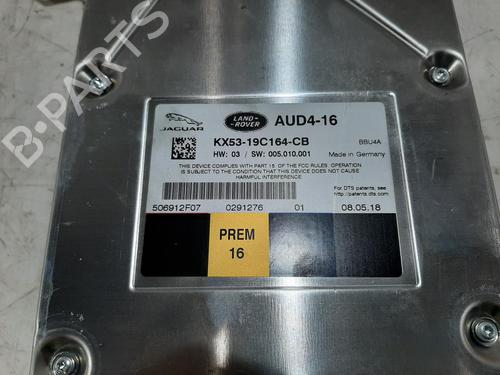 B-PARTS
JAGUAR
LAND-
ROVER
AUD4-16
KX53-19C164-CB
BBU4A
HW: 03 / SW: 005.010.001
Made in Germany
THIS DEVICE COMPLIES WITH PART 15 OF THE FCC RULES. OPERATION
IS SUBJECT TO THE CONDITION THAT THIS DEVICE DOES NOT CAUSE
HARMFUL INTERFERENCE
For DTS patents, see
http://patents.dts.com
506912F07 0291276 01 08.05.18
PREM
16